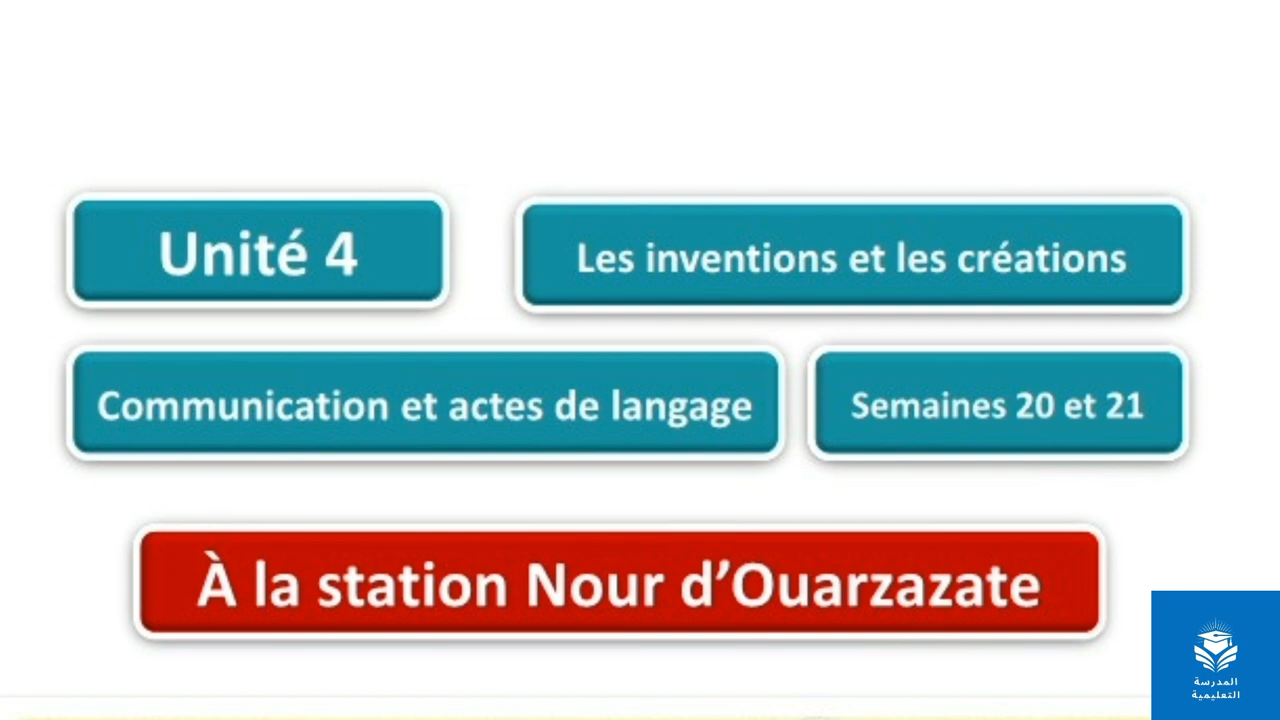 Unité 4
Les inventions et les créations
Communication et actes de langage
Semaines 20 et 21
À la station Nour d’Ouarzazate
المدرسة
التعليمية